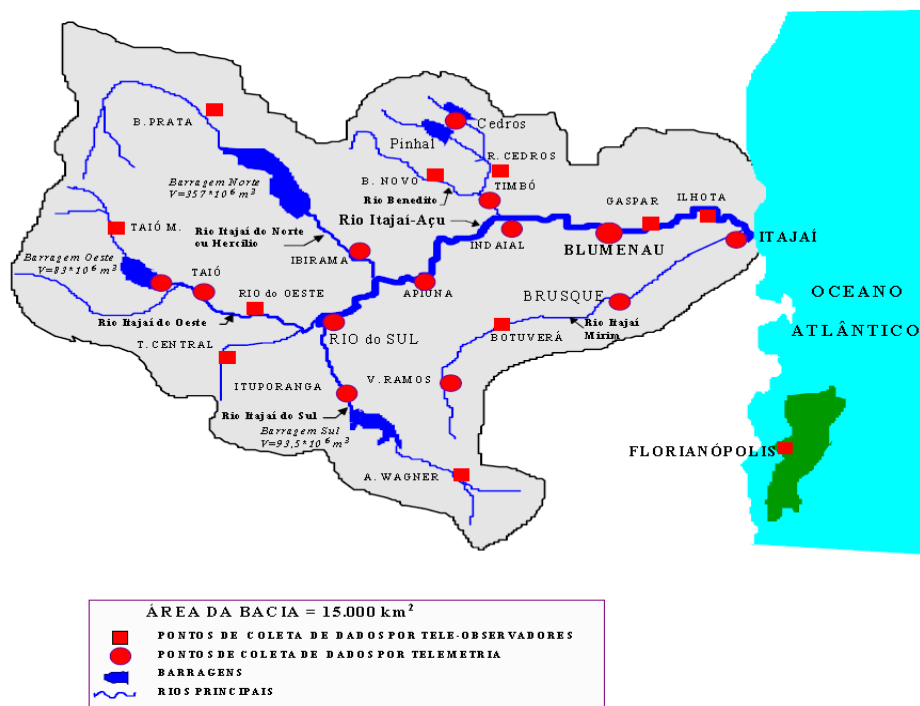 B. PRATA
Cedros
Pinhal
R. CEDROS
Barragem Norte
V=357*10⁶ m³
B. NOVO
TIMBÓ
Rio Benedito
GASPAR
ILHOTA
TAIÓ M.
Rio Itajaí do Norte
ou Hercílio
Rio Itajaí-Açu
INDAIAL
BLUMENAU
ITAJAÍ
Barragem Oeste
V=83*10⁶ m³
TAIÓ
IBIRAMA
RIO do OESTE
APIUNA
BRUSQUE
OCEANO
ATLÂNTICO
Rio Itajaí do Oeste
RIO do SUL
Rio Itajaí
Mirim
T. CENTRAL
BOTUVERÁ
ITUPORANGA
V. RAMOS
Rio Itajaí do Sul
Barragem Sul
V=93,5*10⁶ m³
FLORIANÓPOLIS
A. WAGNER
ÁREA DA BACIA = 15.000 km²
PONTOS DE COLETA DE DADOS POR TELE-OBSERVADORES
PONTOS DE COLETA DE DADOS POR TELEMETRIA
BARRAGENS
RIOS PRINCIPAIS